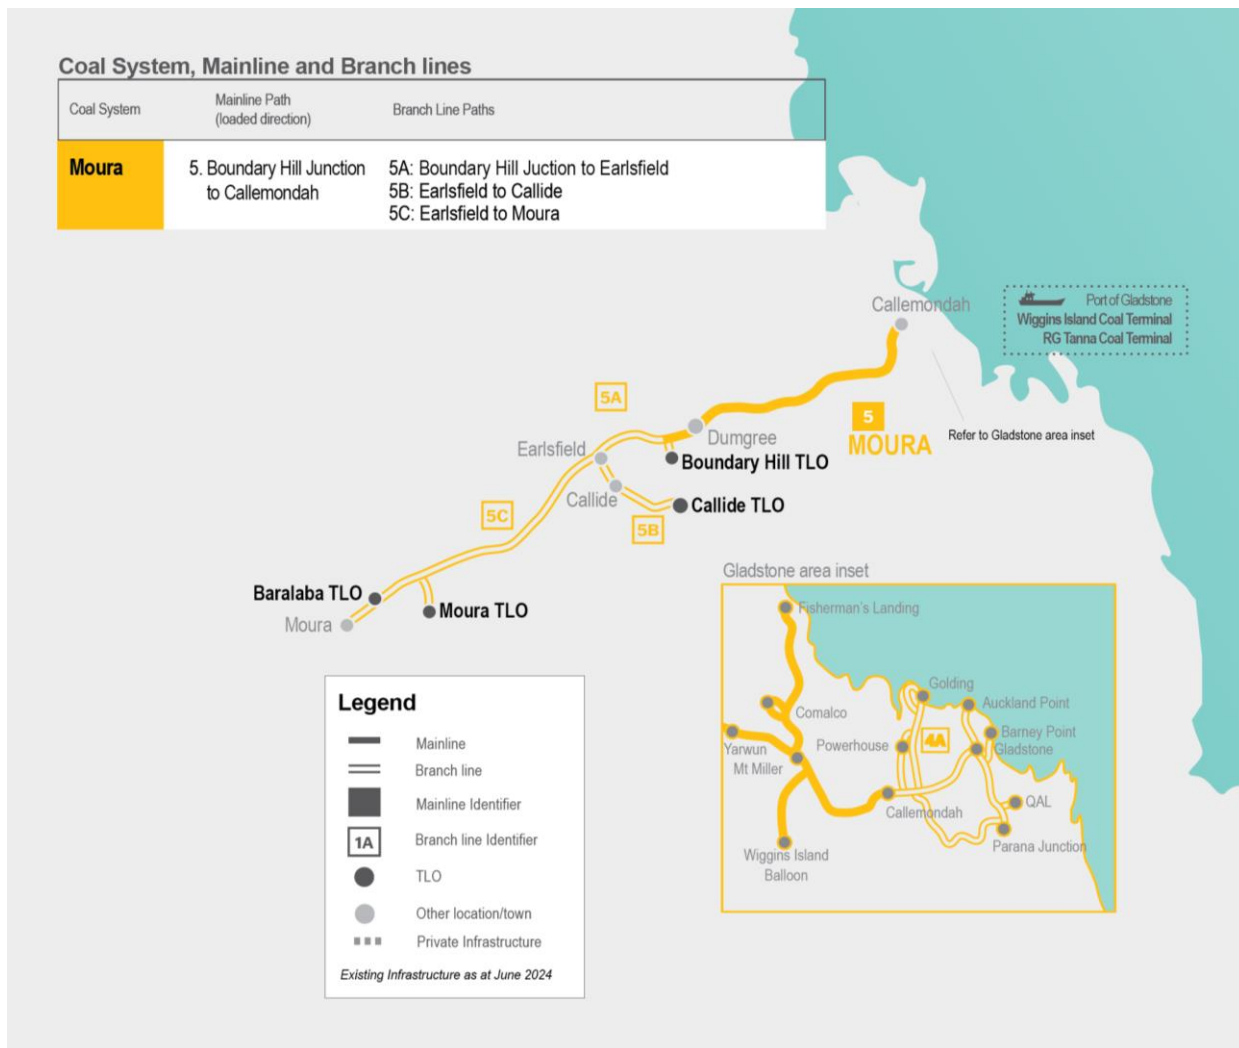 Coal System, Mainline and Branch lines
Coal System
Mainline Path
(loaded direction)
Branch Line Paths
Moura
5. Boundary Hill Junction
to Callemondah
5A: Boundary Hill Juction to Earlsfield
5B: Earlsfield to Callide
5C: Earlsfield to Moura
Callemondah
Port of Gladstone
Wiggins Island Coal Terminal
RG Tanna Coal Terminal
5A
5
MOURA
Refer to Gladstone area inset
Dumgree
Earlsfield
Boundary Hill TLO
Callide
Callide TLO
5C
5B
Baralaba TLO
Moura TLO
Moura
Gladstone area inset
Fisherman's Landing
Golding
Auckland Point
Comalco
Barney Point
Powerhouse
4A
Gladstone
Yarwun
Mt Miller
QAL
Callemondah
Parana Junction
Wiggins Island
Balloon
Legend
Mainline
Branch line
Mainline Identifier
1A
Branch line Identifier
TLO
Other location/town
Private Infrastructure
Existing Infrastructure as at June 2024